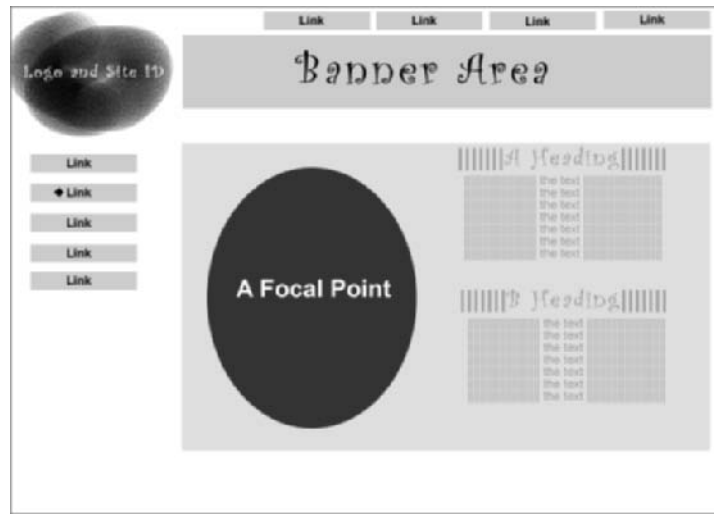 Link Link Link Link
Logo and Site ID
Banner Area
Link
Link
Link
Link
Link
A Focal Point
A Heading
the text
the text
the text
the text
the text
the text
the text
B Heading
the text
the text
the text
the text
the text
the text
the text